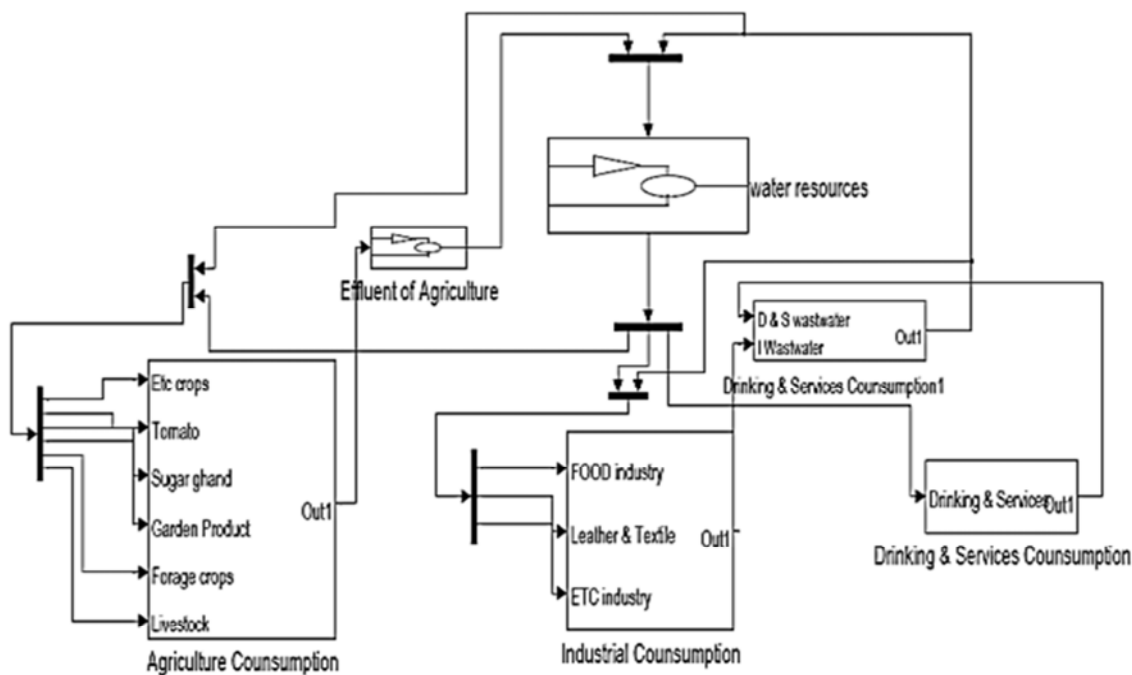 water resources
Effluent of Agriculture
D & S wastwater
I Wastwater
Out1
Drinking & Services Counsumption1
Etc crops
Tomato
Sugar ghand
Garden Product
Forage crops
Livestock
Out1
Agriculture Counsumption
FOOD industry
Leather & Textile
ETC industry
Out1
Industrial Counsumption
Drinking & Services
Out1
Drinking & Services Counsumption